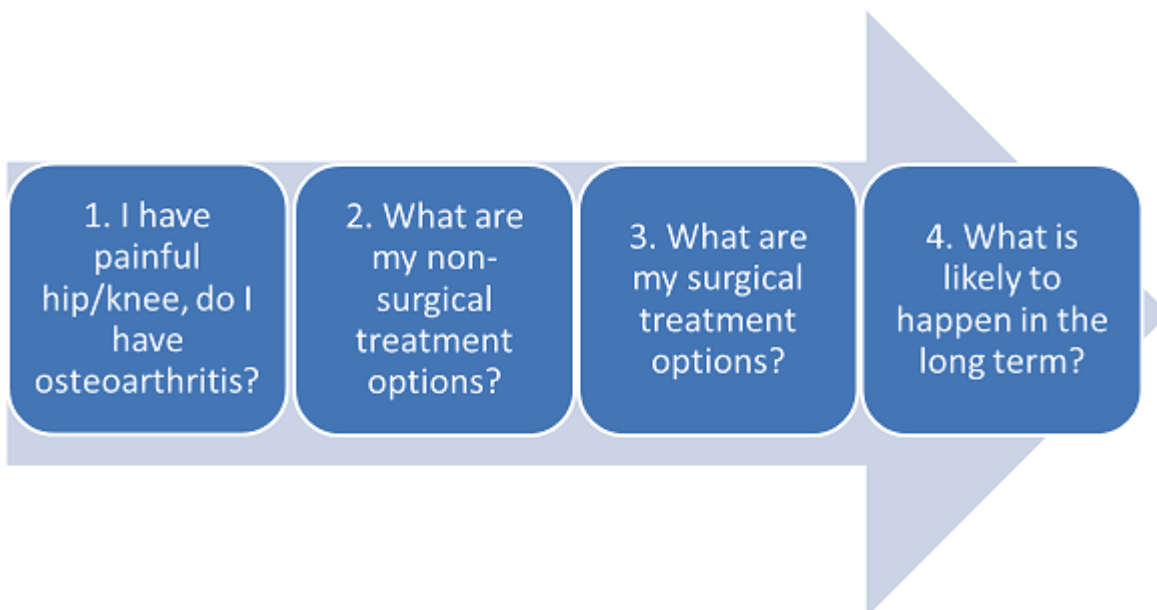 1. I have
painful
hip/knee, do I
have
osteoarthritis?
2. What are
my non-
surgical
treatment
options?
3. What are
my surgical
treatment
options?
4. What is
likely to
happen in the
long term?